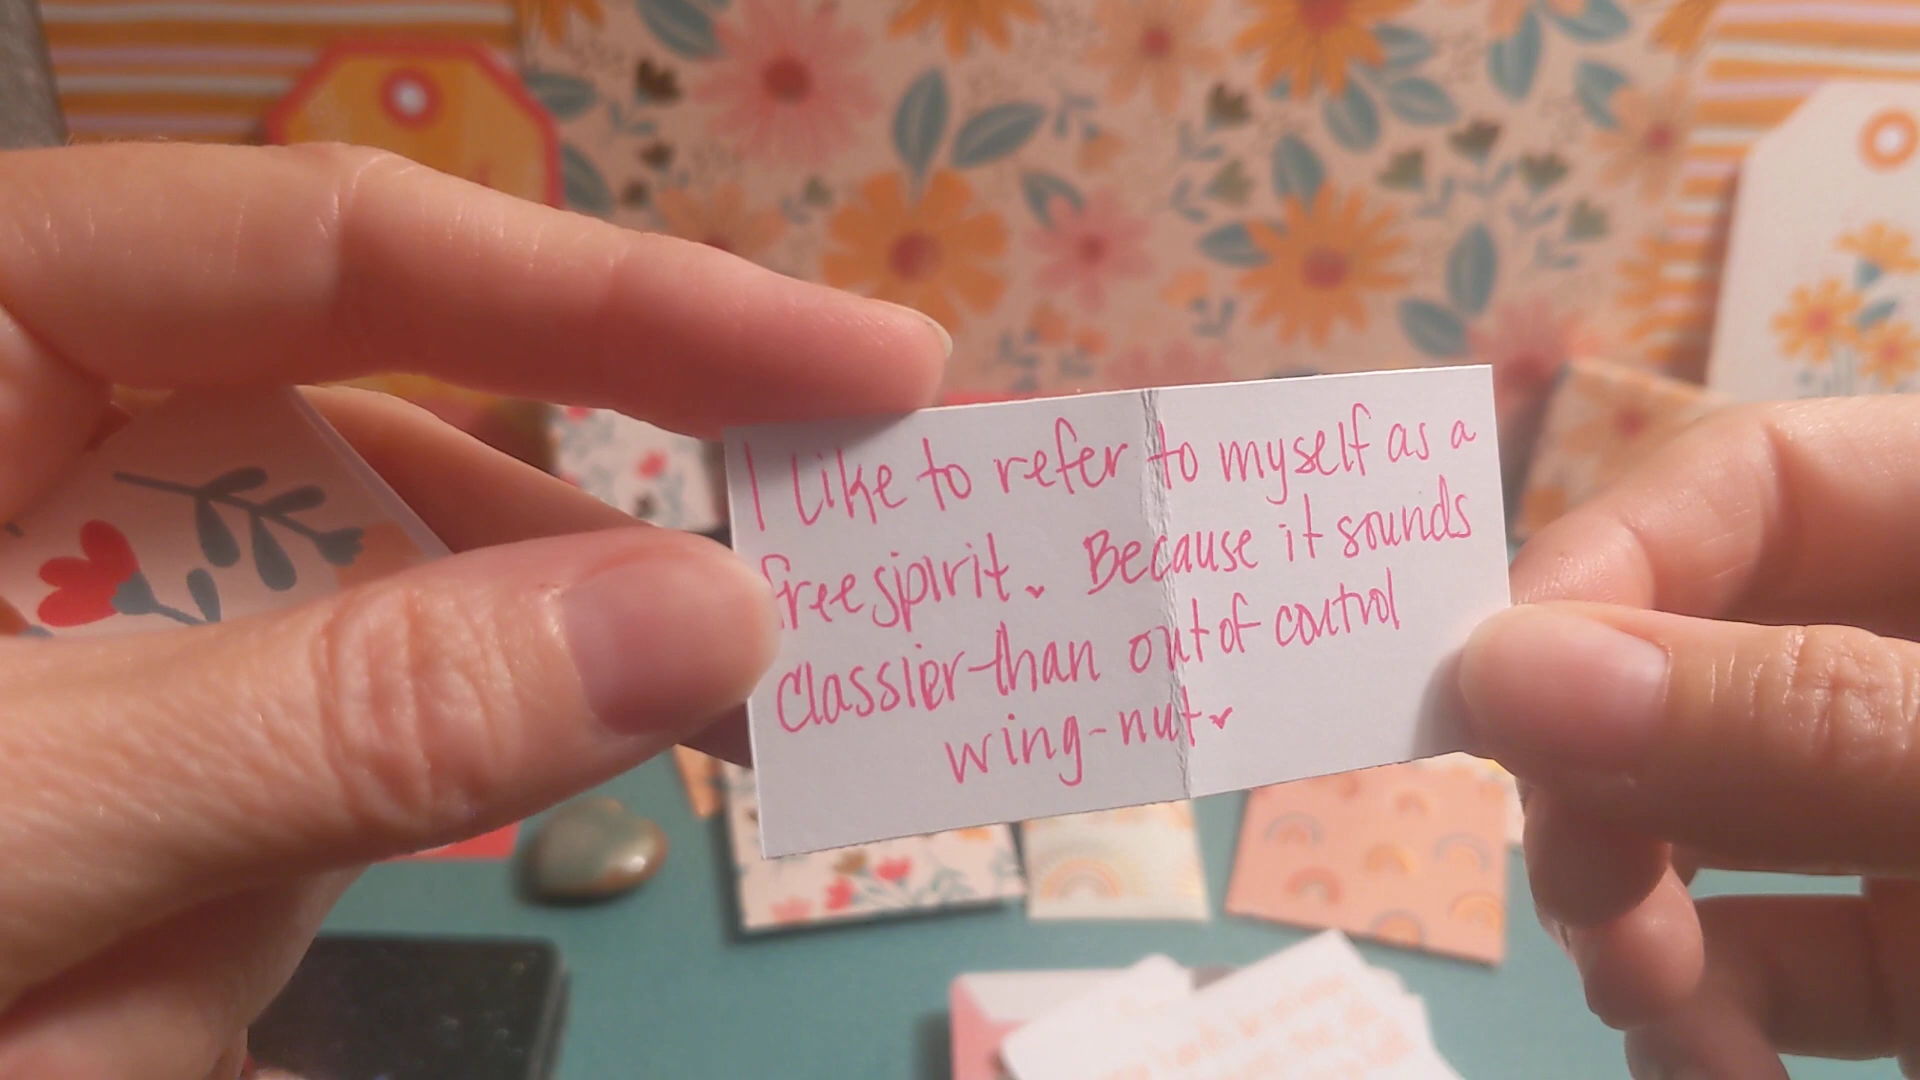 I like to refer to myself as a
free spirit. Because it sounds
Classier than out of control
wing-nut.